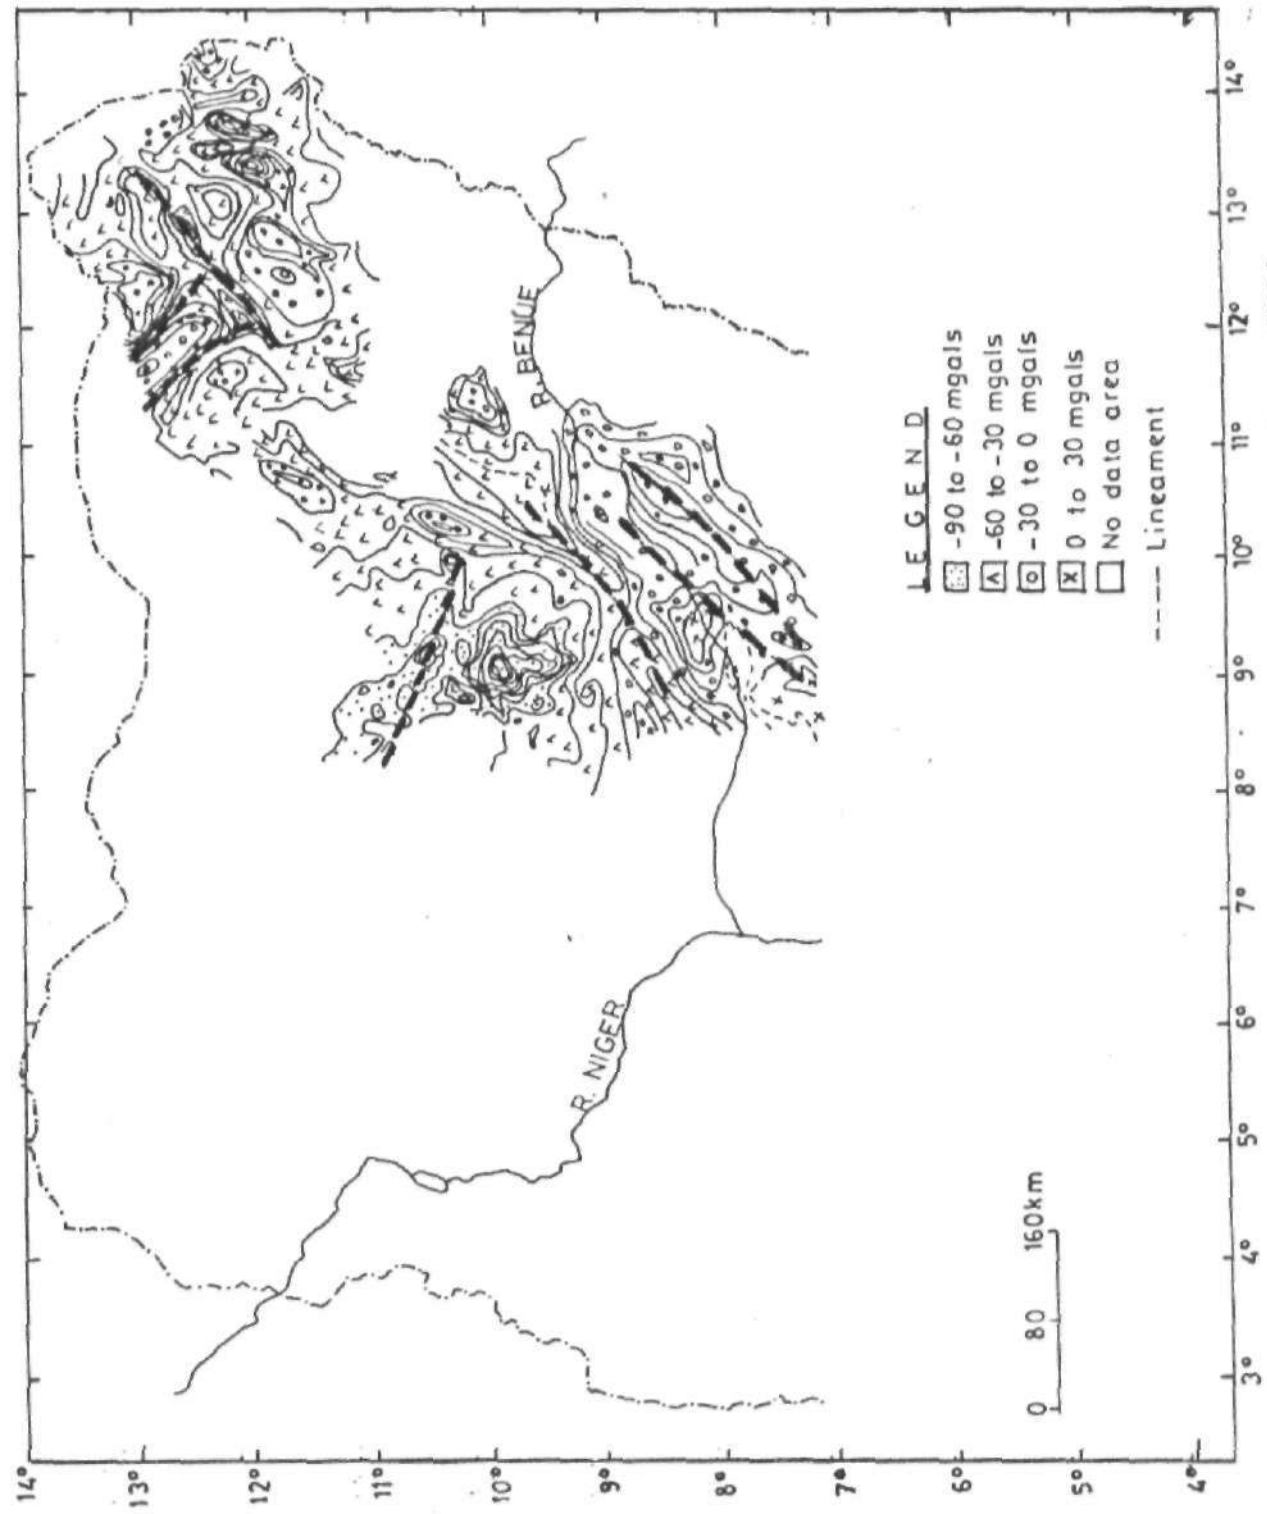 14°
13°
12°
11°
10°
9°
8°
7°
6°
5°
4°
3°
4°
5°
6°
7°
8°
9°
10°
11°
12°
13°
14°
R. NIGER
R. BENUE
0 80 160km
LEGEND
-90 to -60 mgals
ʌ -60 to -30 mgals
o -30 to 0 mgals
x 0 to 30 mgals
No data area
---- Lineament